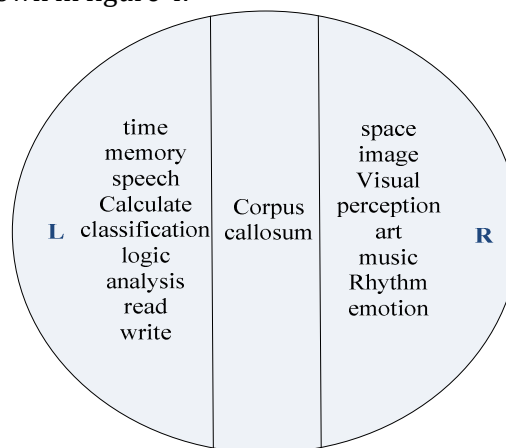 time
memory
speech
Calculate
L classification
logic
analysis
read
write
Corpus
callosum
space
image
Visual
perception
art
music
R
Rhythm
emotion